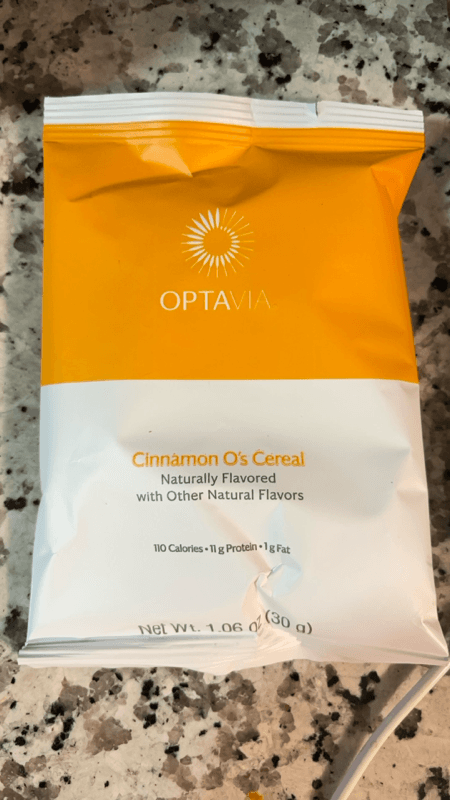 OPTAVIA
Cinnamon O's Cereal
Naturally Flavored
with Other Natural Flavors
110 Calories • 11 g Protein • 1 g Fat
Net Wt. 1.06 oz (30 g)